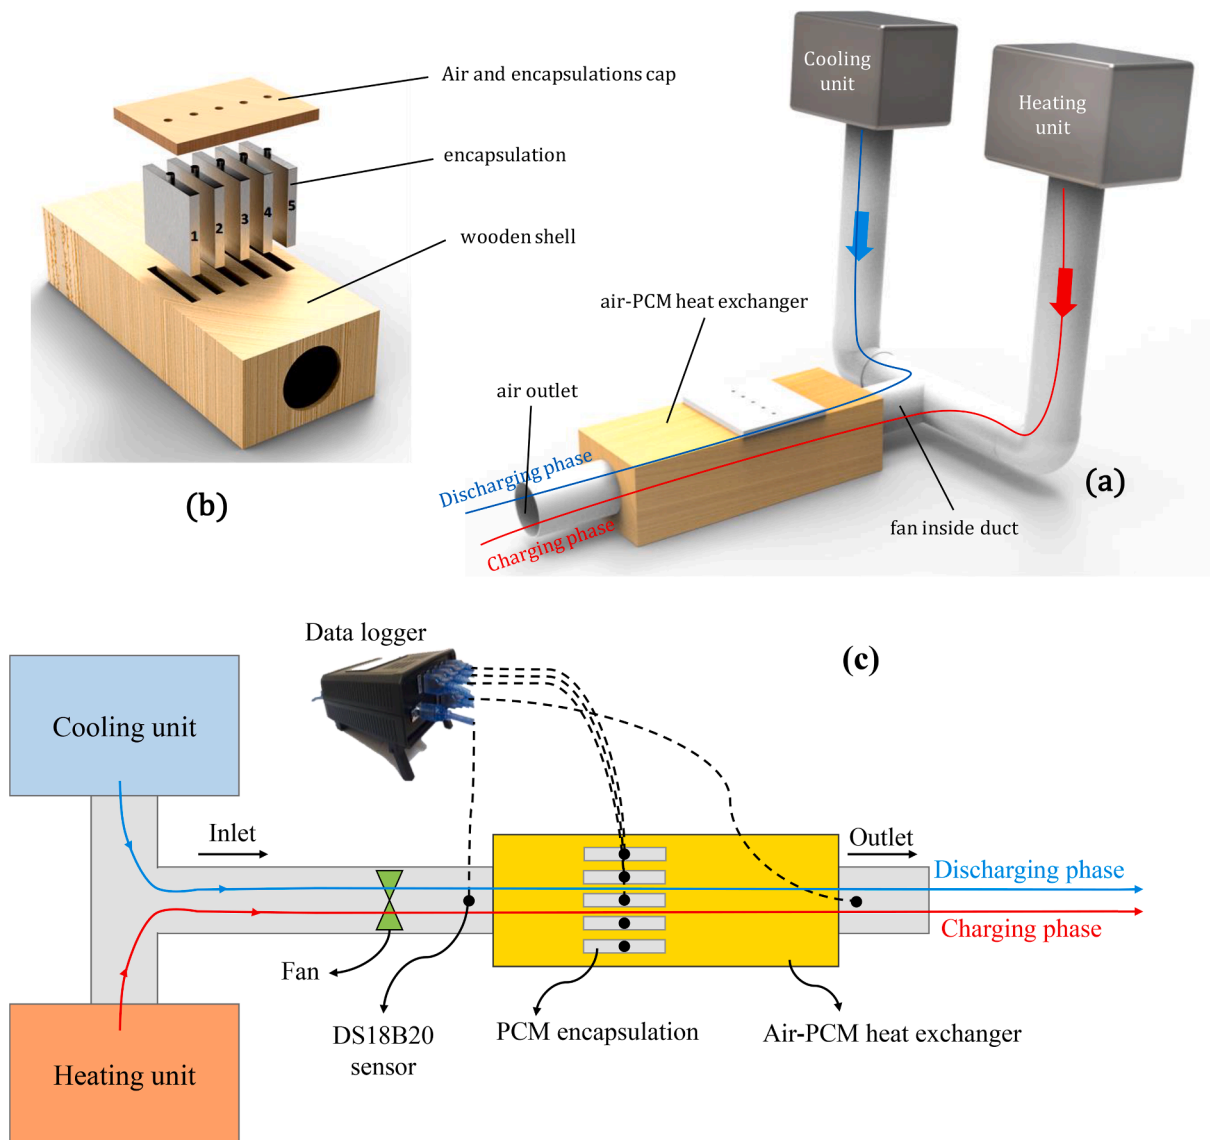 Air and encapsulations cap
encapsulation
1
2
3
4
5
wooden shell
(b)
Cooling
unit
Heating
unit
air-PCM heat exchanger
air outlet
Discharging phase
Charging phase
(a)
fan inside duct
Data logger
(c)
Cooling unit
Inlet
Outlet
Discharging phase
Charging phase
Fan
DS18B20
sensor
PCM encapsulation
Air-PCM heat exchanger
Heating unit